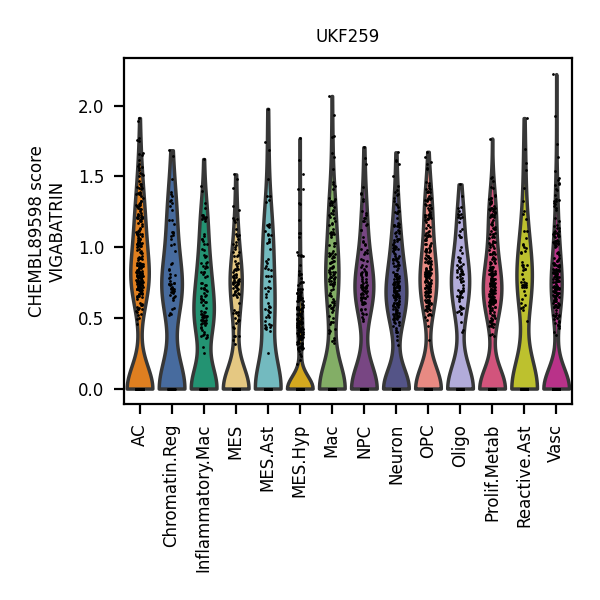 UKF259
CHEMBL89598 score
VIGABATRIN
2.0
1.5
1.0
0.5
0.0
AC
Chromatin.Reg
Inflammatory.Mac
MES
MES.Ast
MES.Hyp
Mac
NPC
Neuron
OPC
Oligo
Prolif.Metab
Reactive.Ast
Vasc